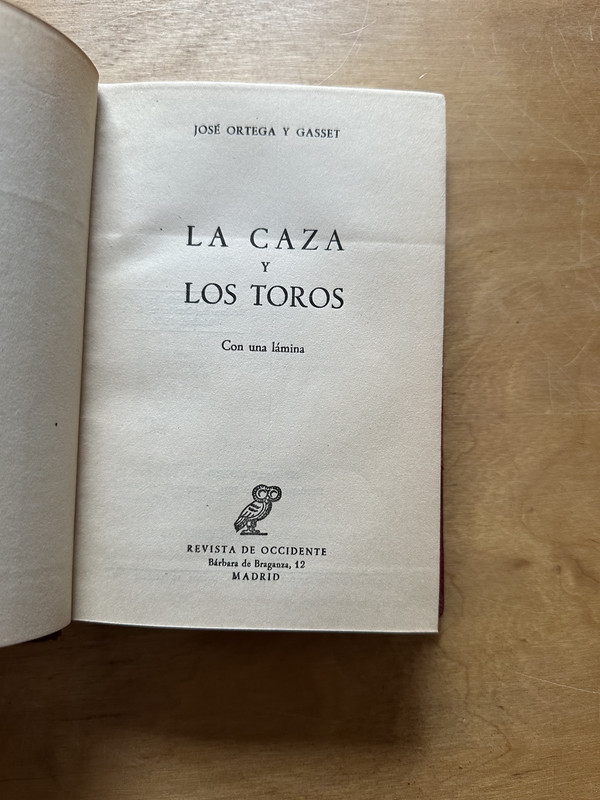 JOSÉ ORTEGA Y GASSET
LA CAZA
Y
LOS TOROS
Con una lámina
REVISTA DE OCCIDENTE
Bárbara de Braganza, 12
MADRID